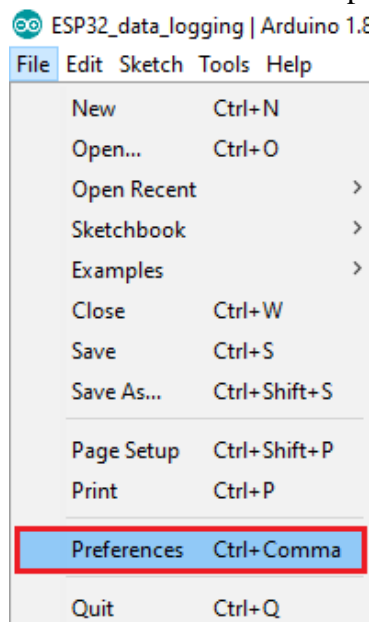 ESP32_data_logging | Arduino 1.8
File Edit Sketch Tools Help
New Ctrl+N
Open... Ctrl+O
Open Recent >
Sketchbook >
Examples >
Close Ctrl+W
Save Ctrl+S
Save As... Ctrl+Shift+S
Page Setup Ctrl+Shift+P
Print Ctrl+P
Preferences Ctrl+Comma
Quit Ctrl+Q